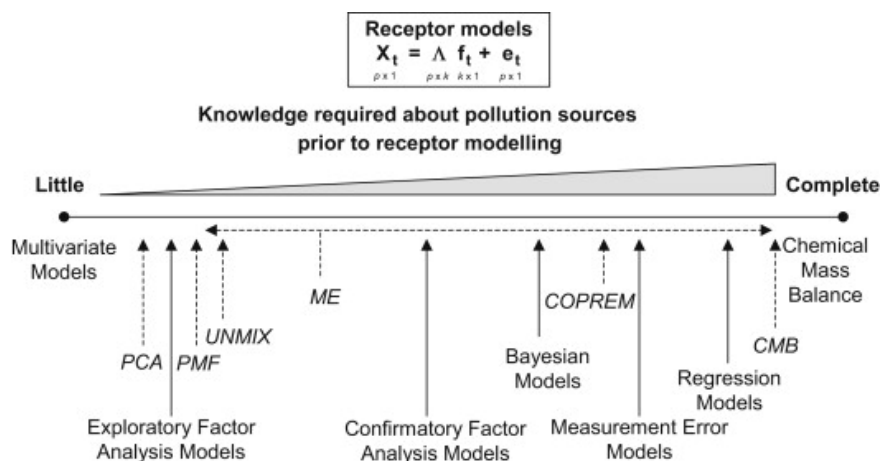 Receptor models
Xₜ = Λ fₜ + eₜ
p x 1 p x k k x 1 p x 1
Knowledge required about pollution sources
prior to receptor modelling
Little
Complete
Multivariate
Models
Chemical
Mass
Balance
ME
COPREM
UNMIX
PCA
PMF
CMB
Bayesian
Models
Regression
Models
Exploratory Factor
Analysis Models
Confirmatory Factor
Analysis Models
Measurement Error
Models